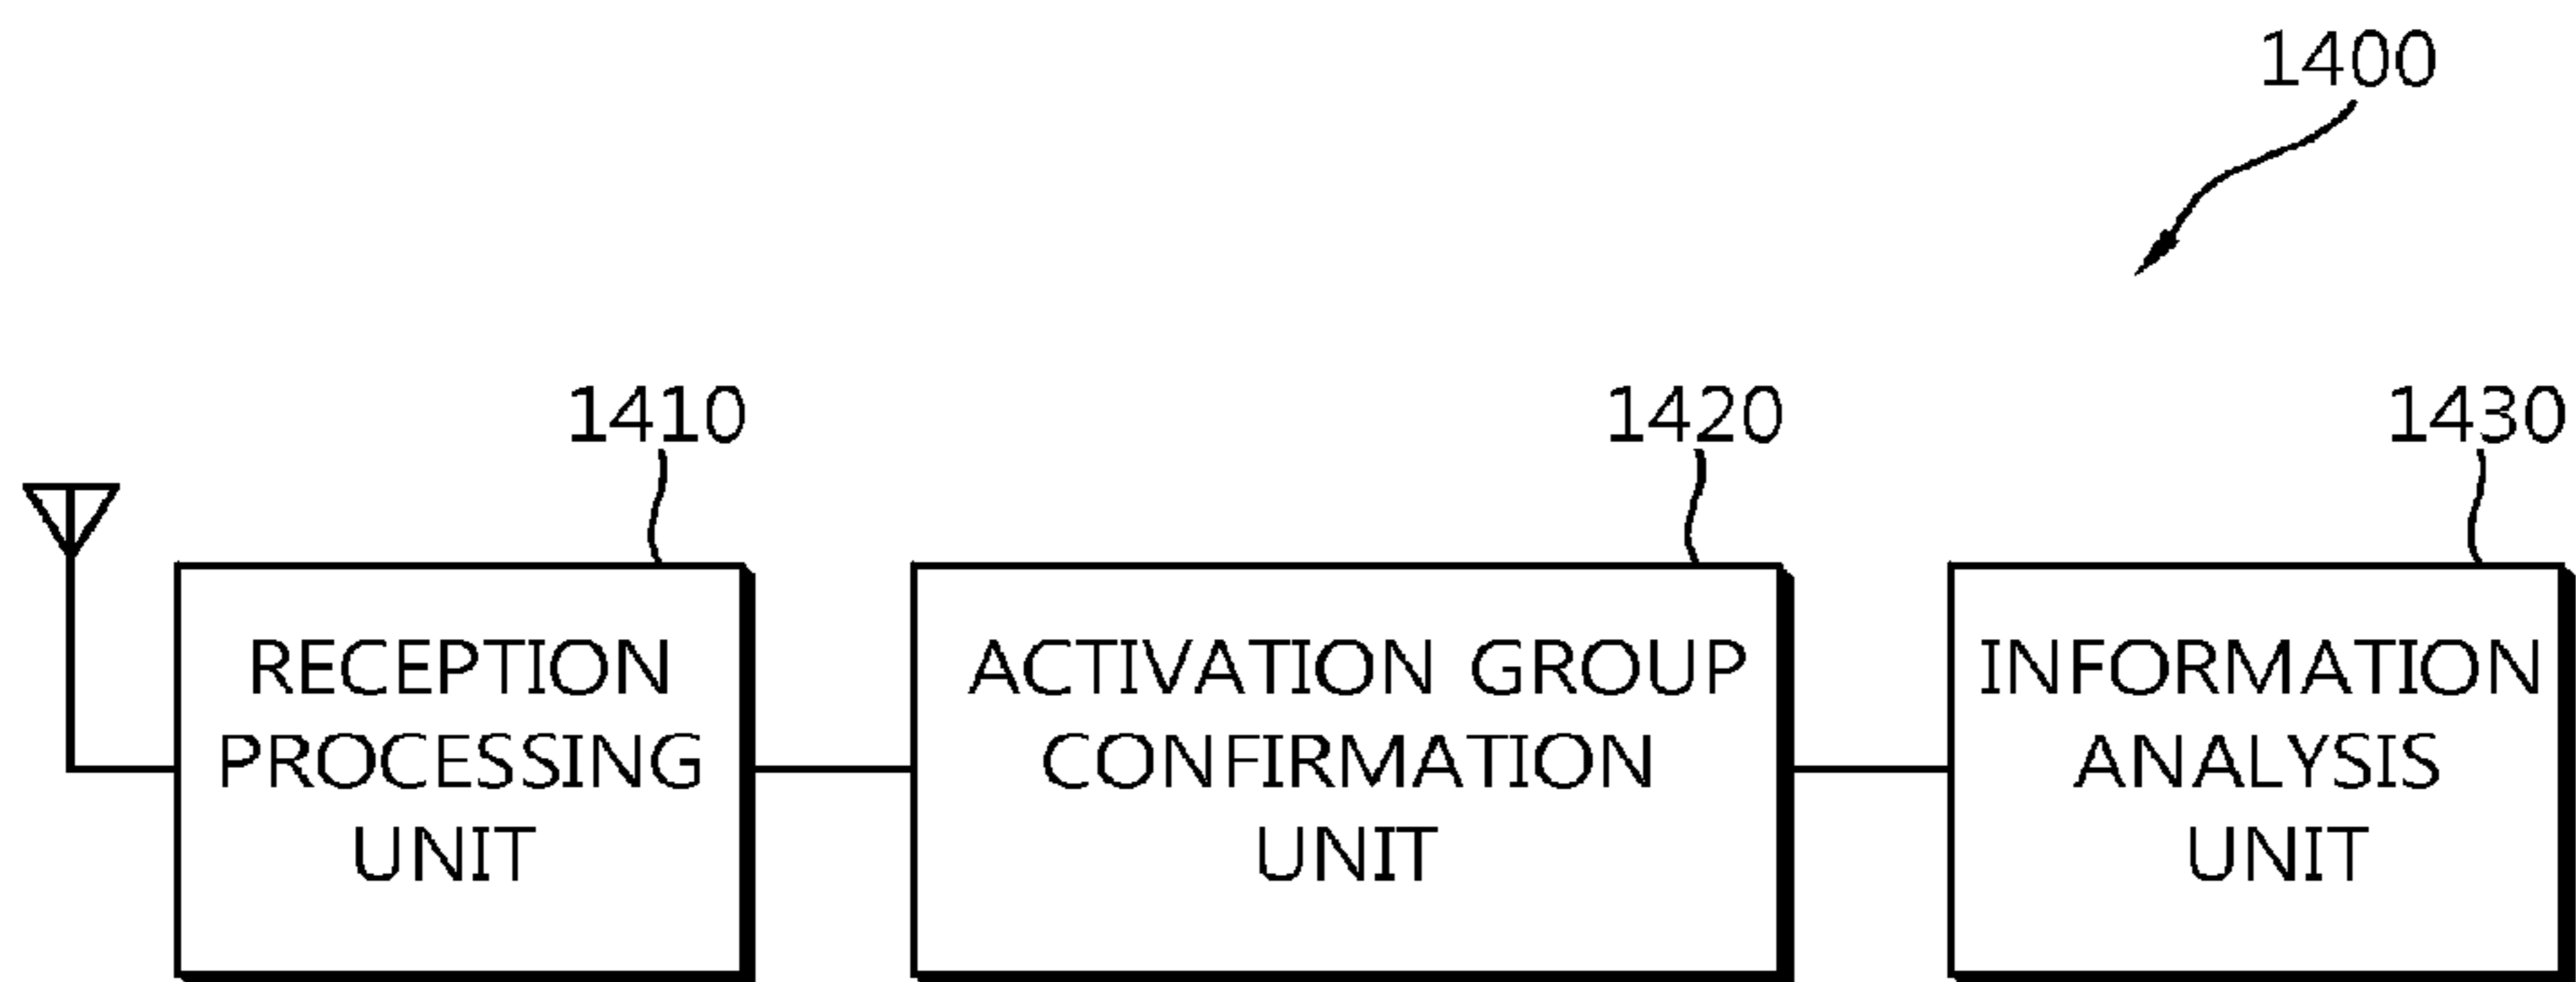 1400
1410
1420
1430
RECEPTION
PROCESSING
UNIT
ACTIVATION GROUP
CONFIRMATION
UNIT
INFORMATION
ANALYSIS
UNIT